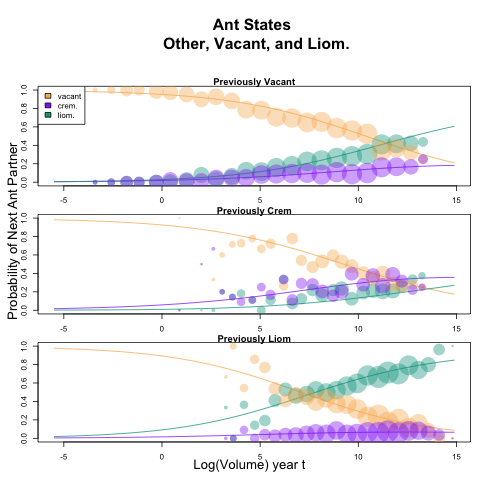 Ant States
Other, Vacant, and Liom.
Previously Vacant
vacant
crem.
liom.
0.0 0.2 0.4 0.6 0.8 1.0
-5 0 5 10 15
Previously Crem
0.0 0.2 0.4 0.6 0.8 1.0
-5 0 5 10 15
Previously Liom
0.0 0.2 0.4 0.6 0.8 1.0
-5 0 5 10 15
Probability of Next Ant Partner
Log(Volume) year t